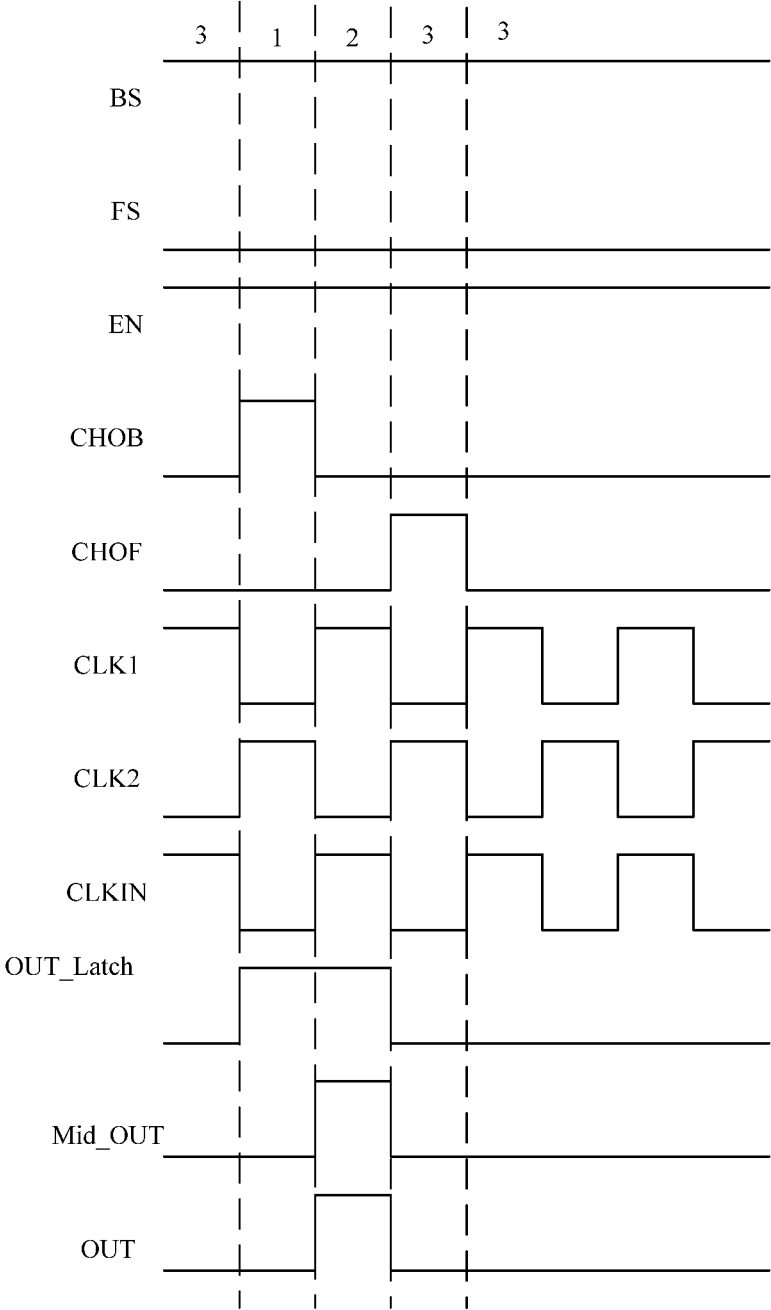 3 1 2 3 3
BS
FS
EN
CHOB
CHOF
CLK1
CLK2
CLKIN
OUT_Latch
Mid_OUT
OUT